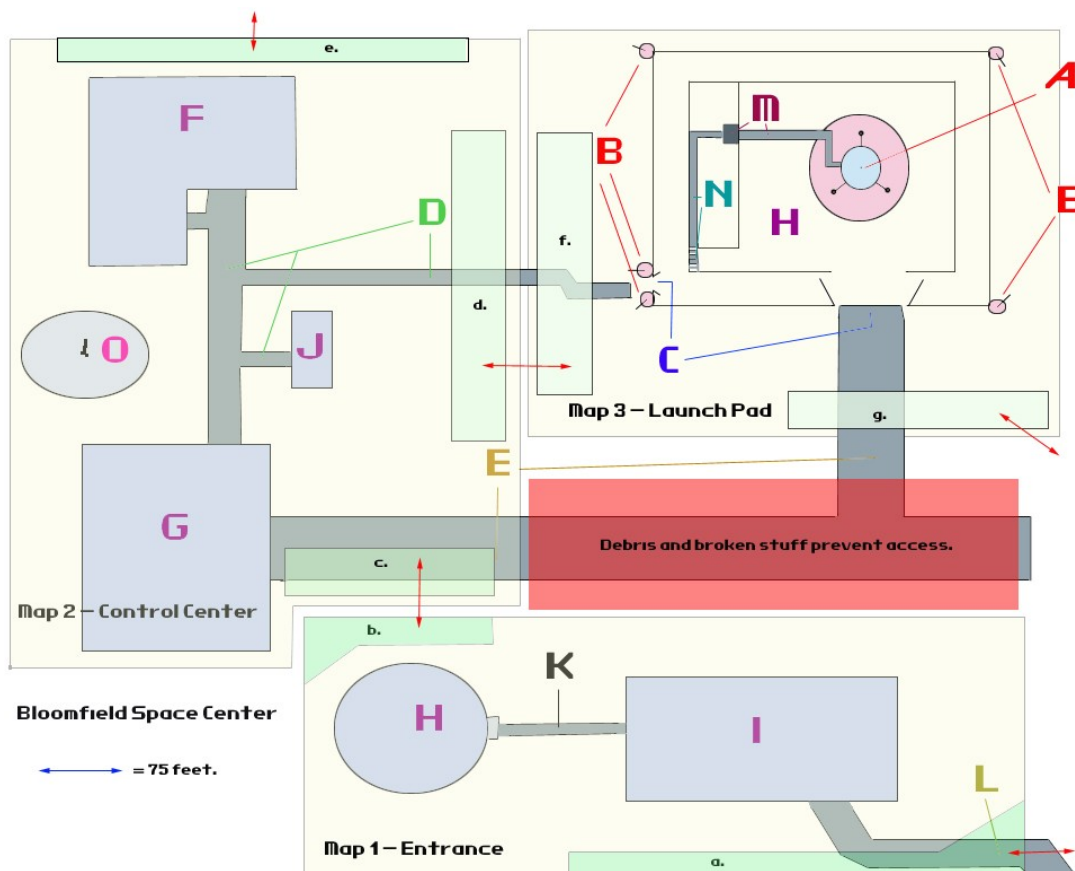 e.
F
D
d.
J
O
G
c.
Map 2 – Control Center
E
f.
B
M
A
N
H
B
C
Map 3 – Launch Pad
g.
Debris and broken stuff prevent access.
b.
H
K
I
L
Map 1 – Entrance
a.
Bloomfield Space Center
= 75 feet.